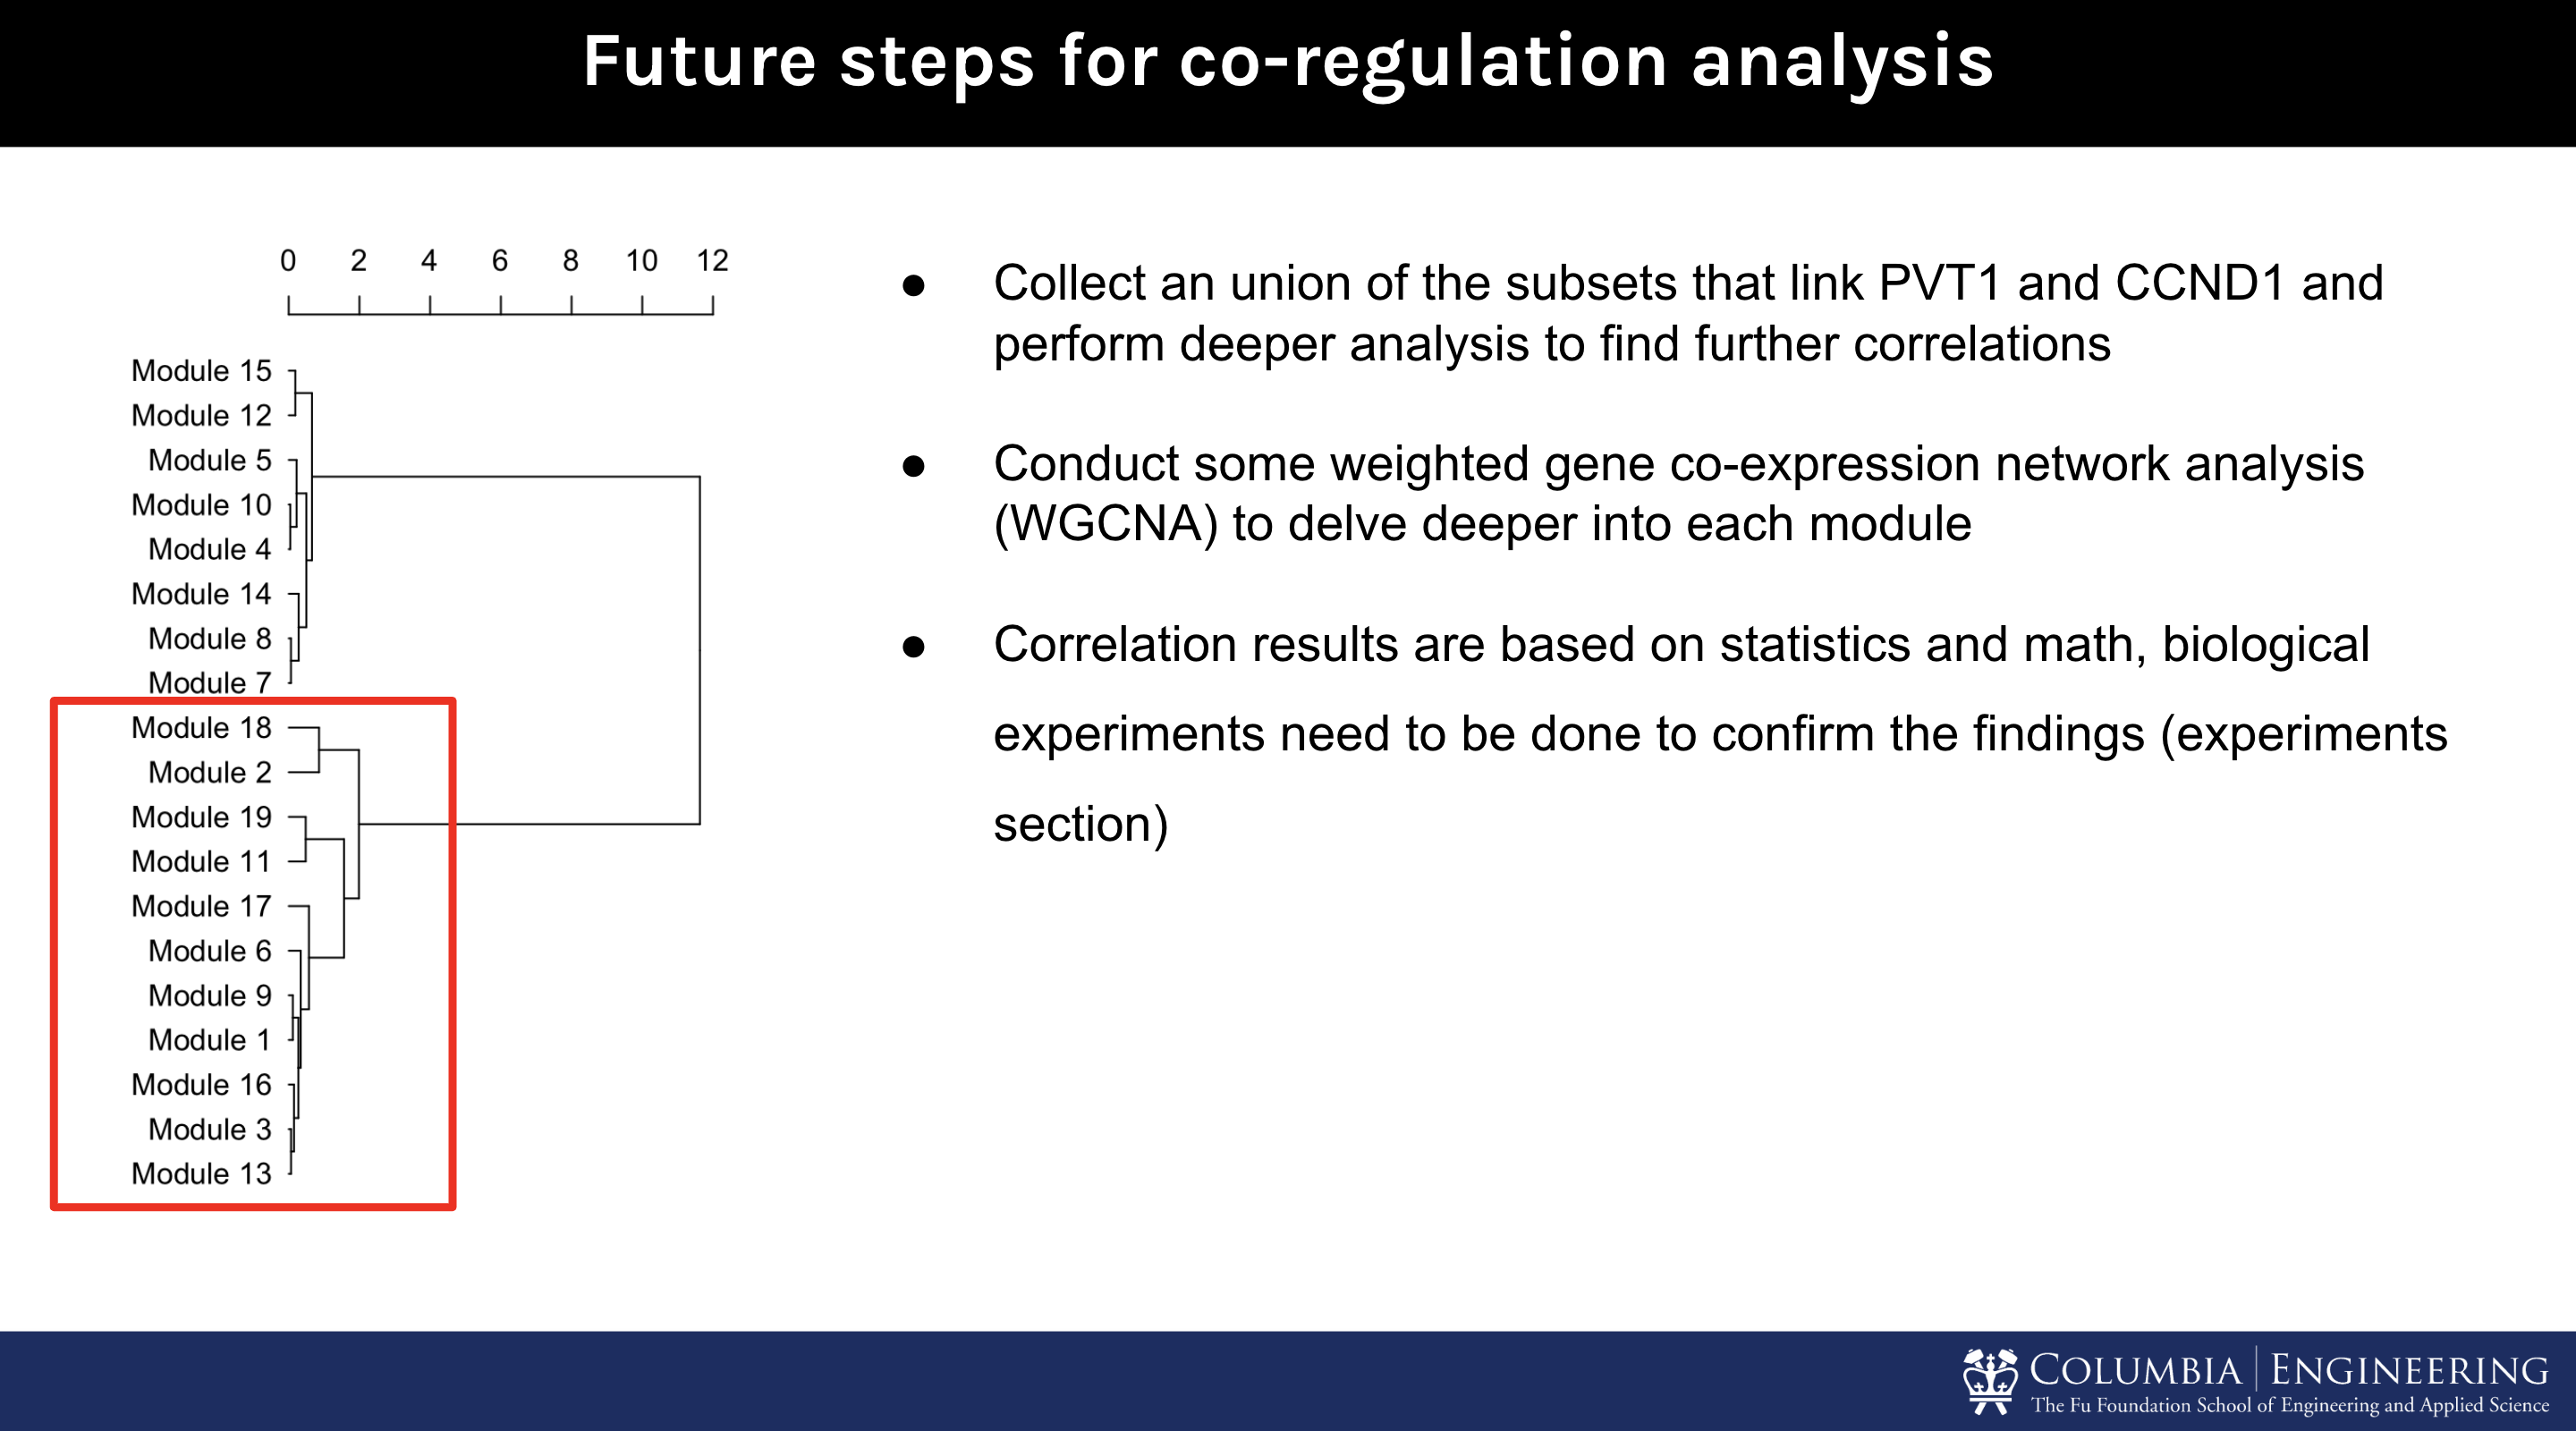 Future steps for co-regulation analysis
0 2 4 6 8 10 12
Module 15
Module 12
Module 5
Module 10
Module 4
Module 14
Module 8
Module 7
Module 18
Module 2
Module 19
Module 11
Module 17
Module 6
Module 9
Module 1
Module 16
Module 3
Module 13
● Collect an union of the subsets that link PVT1 and CCND1 and
perform deeper analysis to find further correlations
● Conduct some weighted gene co-expression network analysis
(WGCNA) to delve deeper into each module
● Correlation results are based on statistics and math, biological
experiments need to be done to confirm the findings (experiments
section)
COLUMBIA | ENGINEERING
The Fu Foundation School of Engineering and Applied Science